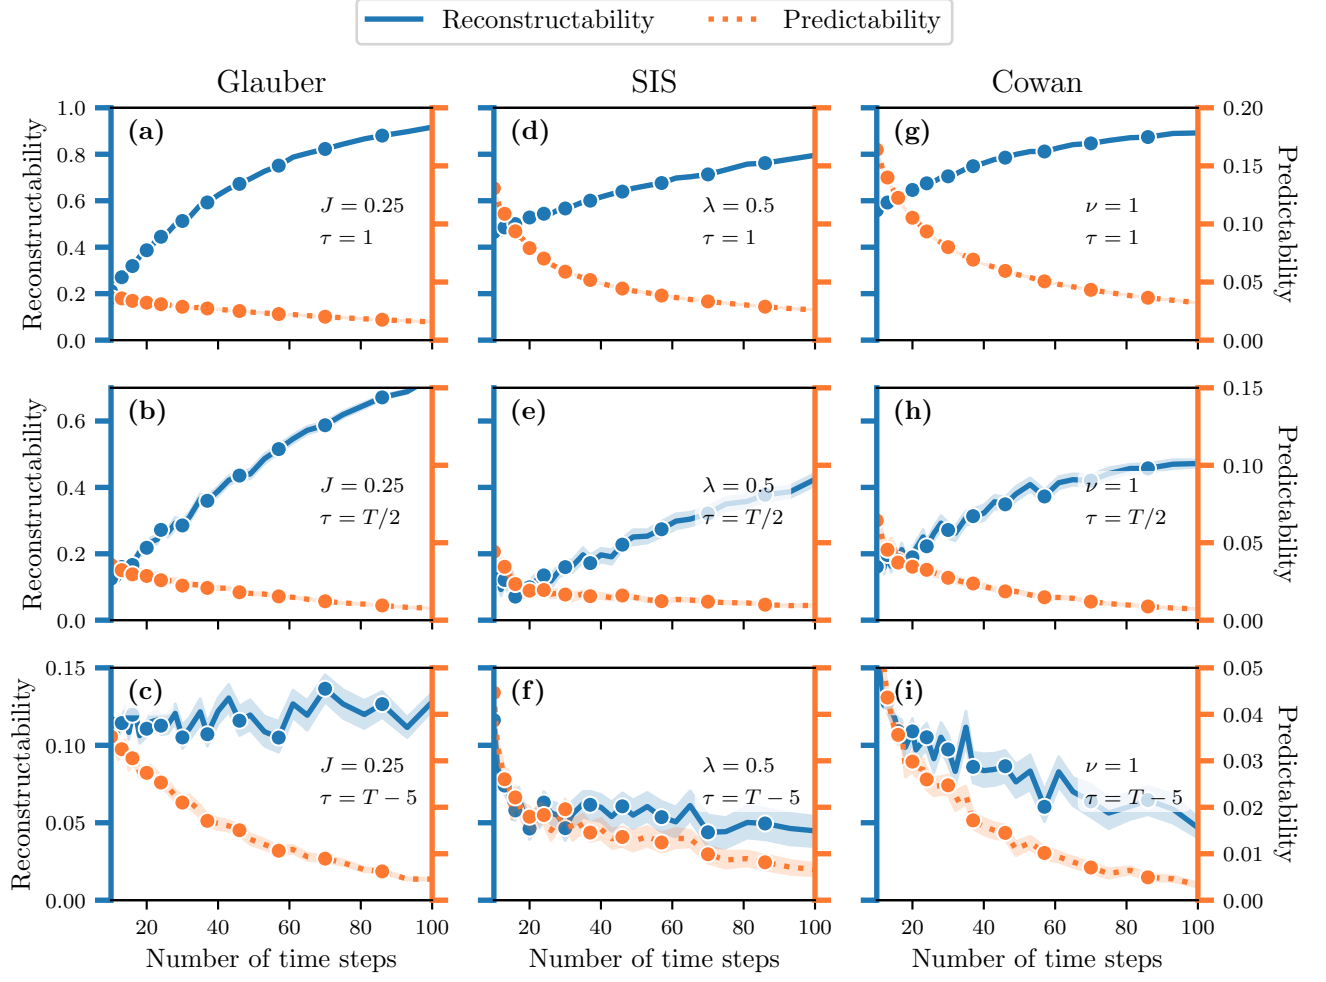 Reconstructability Predictability
Glauber SIS Cowan
Reconstructability
1.0
0.8
0.6
0.4
0.2
0.0
(a)
J = 0.25
τ = 1
(d)
λ = 0.5
τ = 1
(g)
ν = 1
τ = 1
0.20
0.15
0.10
0.05
0.00
Predictability
Reconstructability
0.6
0.4
0.2
0.0
(b)
J = 0.25
τ = T/2
(e)
λ = 0.5
τ = T/2
(h)
ν = 1
τ = T/2
0.15
0.10
0.05
0.00
Predictability
Reconstructability
0.15
0.10
0.05
0.00
(c)
J = 0.25
τ = T − 5
(f)
λ = 0.5
τ = T − 5
(i)
ν = 1
τ = T − 5
0.05
0.04
0.03
0.02
0.01
0.00
Predictability
20 40 60 80 100 20 40 60 80 100 20 40 60 80 100
Number of time steps Number of time steps Number of time steps